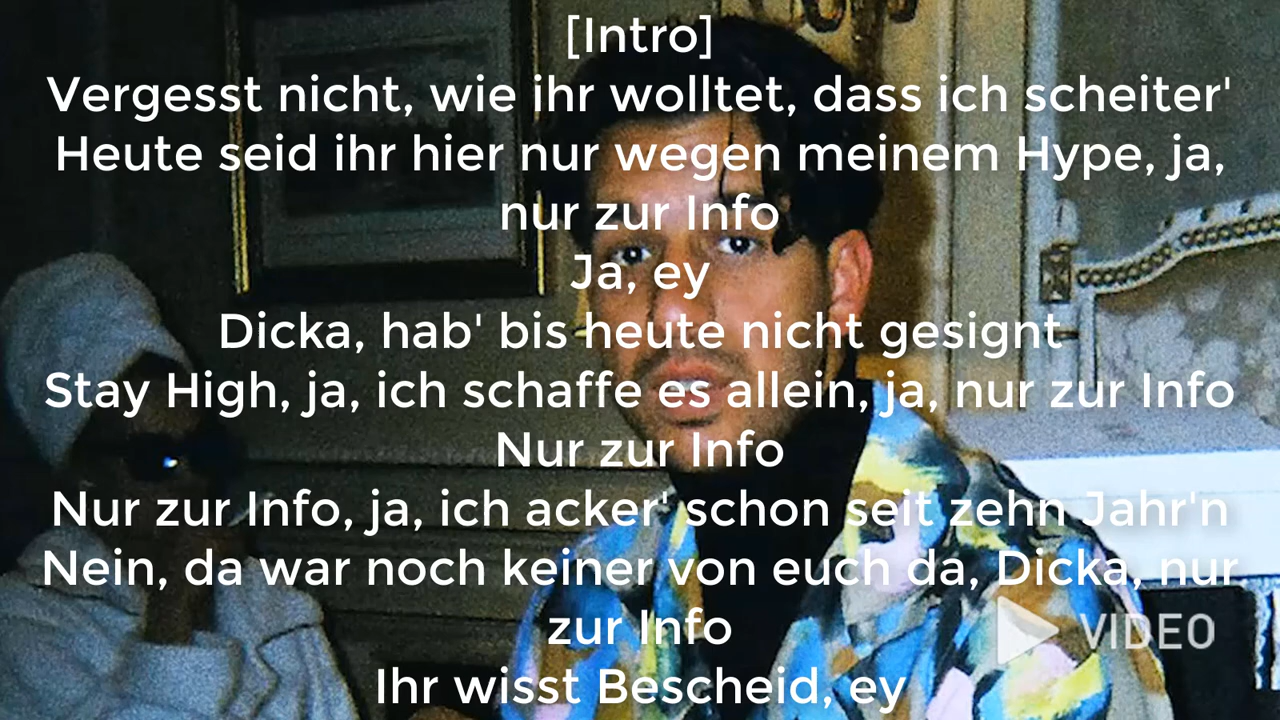 [Intro]
Vergesst nicht, wie ihr wolltet, dass ich scheiter'
Heute seid ihr hier nur wegen meinem Hype, ja,
nur zur Info
Ja, ey
Dicka, hab' bis heute nicht gesignt
Stay High, ja, ich schaffe es allein, ja, nur zur Info
Nur zur Info
Nur zur Info, ja, ich acker' schon seit zehn Jahr'n
Nein, da war noch keiner von euch da, Dicka, nur
zur Info
VIDEO
Ihr wisst Bescheid, ey